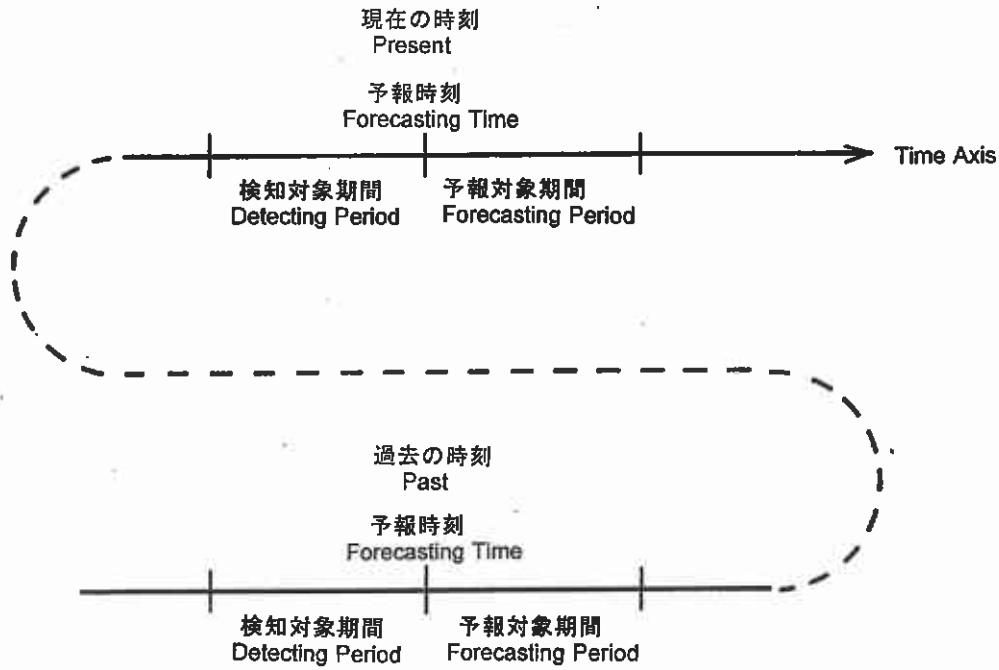 現在の時刻
Present
予報時刻
Forecasting Time
Time Axis
検知対象期間
Detecting Period
予報対象期間
Forecasting Period
過去の時刻
Past
予報時刻
Forecasting Time
検知対象期間
Detecting Period
予報対象期間
Forecasting Period